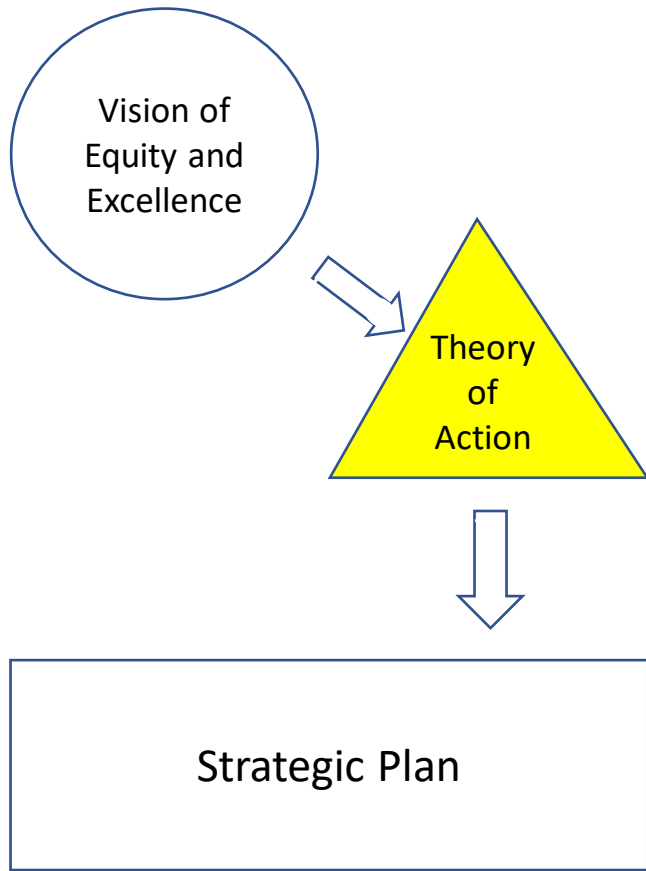 Vision of
Equity and
Excellence
Theory
of
Action
Strategic Plan